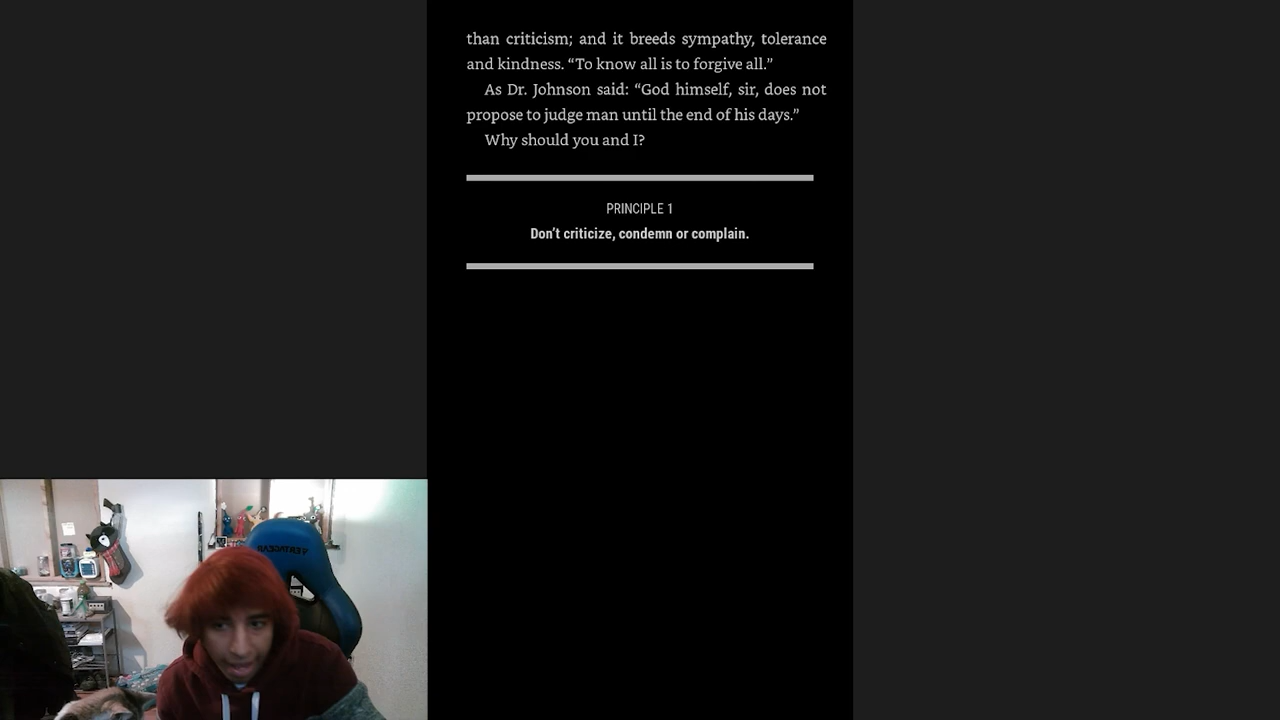 than criticism; and it breeds sympathy, tolerance
and kindness. “To know all is to forgive all.”
As Dr. Johnson said: “God himself, sir, does not
propose to judge man until the end of his days.”
Why should you and I?
PRINCIPLE 1
Don’t criticize, condemn or complain.